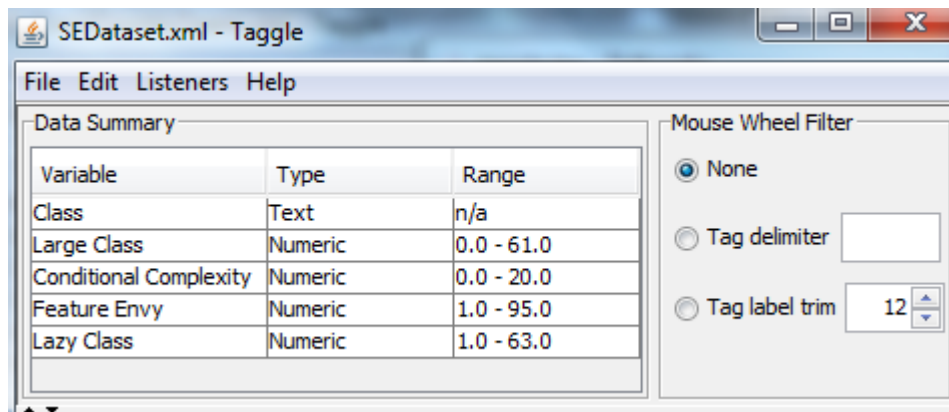 SEDataset.xml - Taggle
File Edit Listeners Help
Data Summary
Variable Type Range
Class Text n/a
Large Class Numeric 0.0 - 61.0
Conditional Complexity Numeric 0.0 - 20.0
Feature Envy Numeric 1.0 - 95.0
Lazy Class Numeric 1.0 - 63.0
Mouse Wheel Filter
None
Tag delimiter
Tag label trim 12